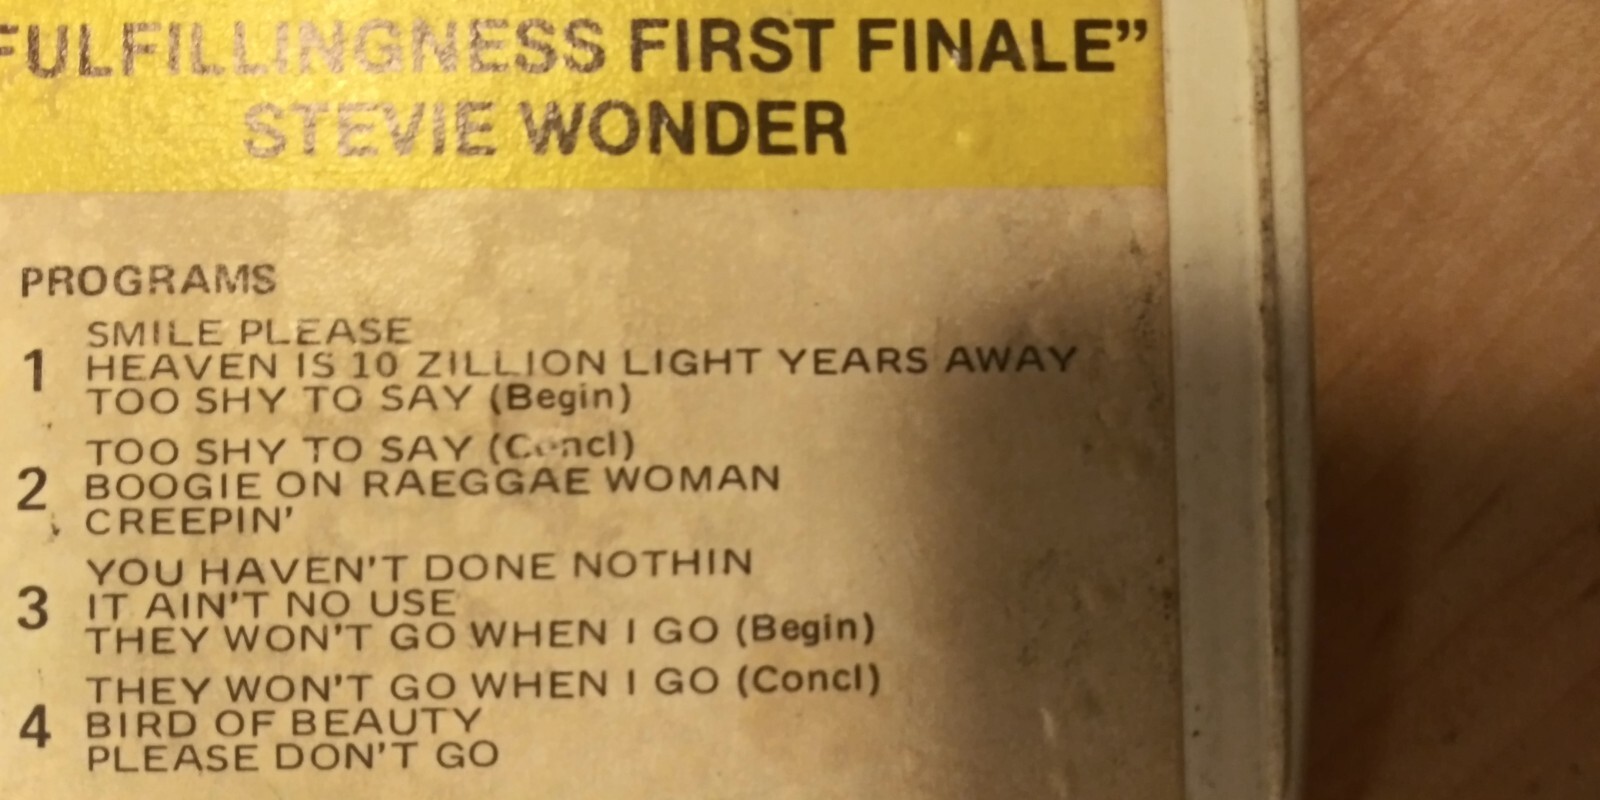 FULFILLINGNESS FIRST FINALE”
STEVIE WONDER
PROGRAMS
1
SMILE PLEASE
HEAVEN IS 10 ZILLION LIGHT YEARS AWAY
TOO SHY TO SAY (Begin)
2
TOO SHY TO SAY (Concl)
BOOGIE ON RAEGGAE WOMAN
CREEPIN'
3
YOU HAVEN'T DONE NOTHIN
IT AIN'T NO USE
THEY WON'T GO WHEN I GO (Begin)
4
THEY WON'T GO WHEN I GO (Concl)
BIRD OF BEAUTY
PLEASE DON'T GO